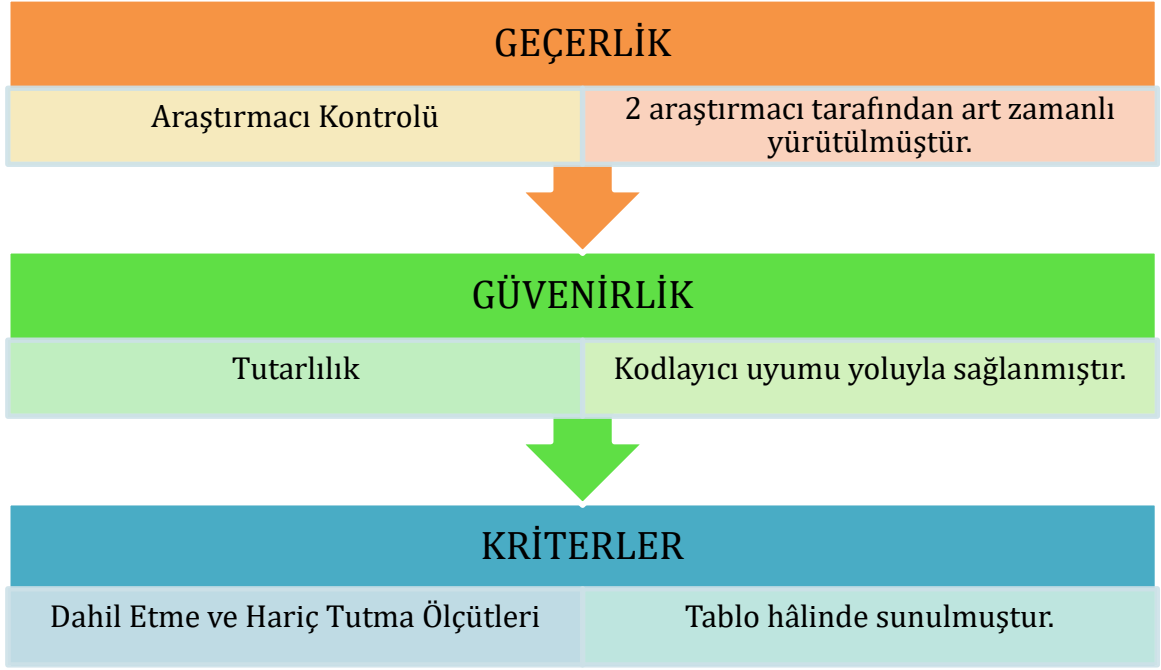 GEÇERLİK
Araştırmacı Kontrolü
2 araştırmacı tarafından art zamanlı
yürütülmüştür.
GÜVENİRLİK
Tutarlılık
Kodlayıcı uyumu yoluyla sağlanmıştır.
KRİTERLER
Dahil Etme ve Hariç Tutma Ölçütleri
Tablo hâlinde sunulmuştur.